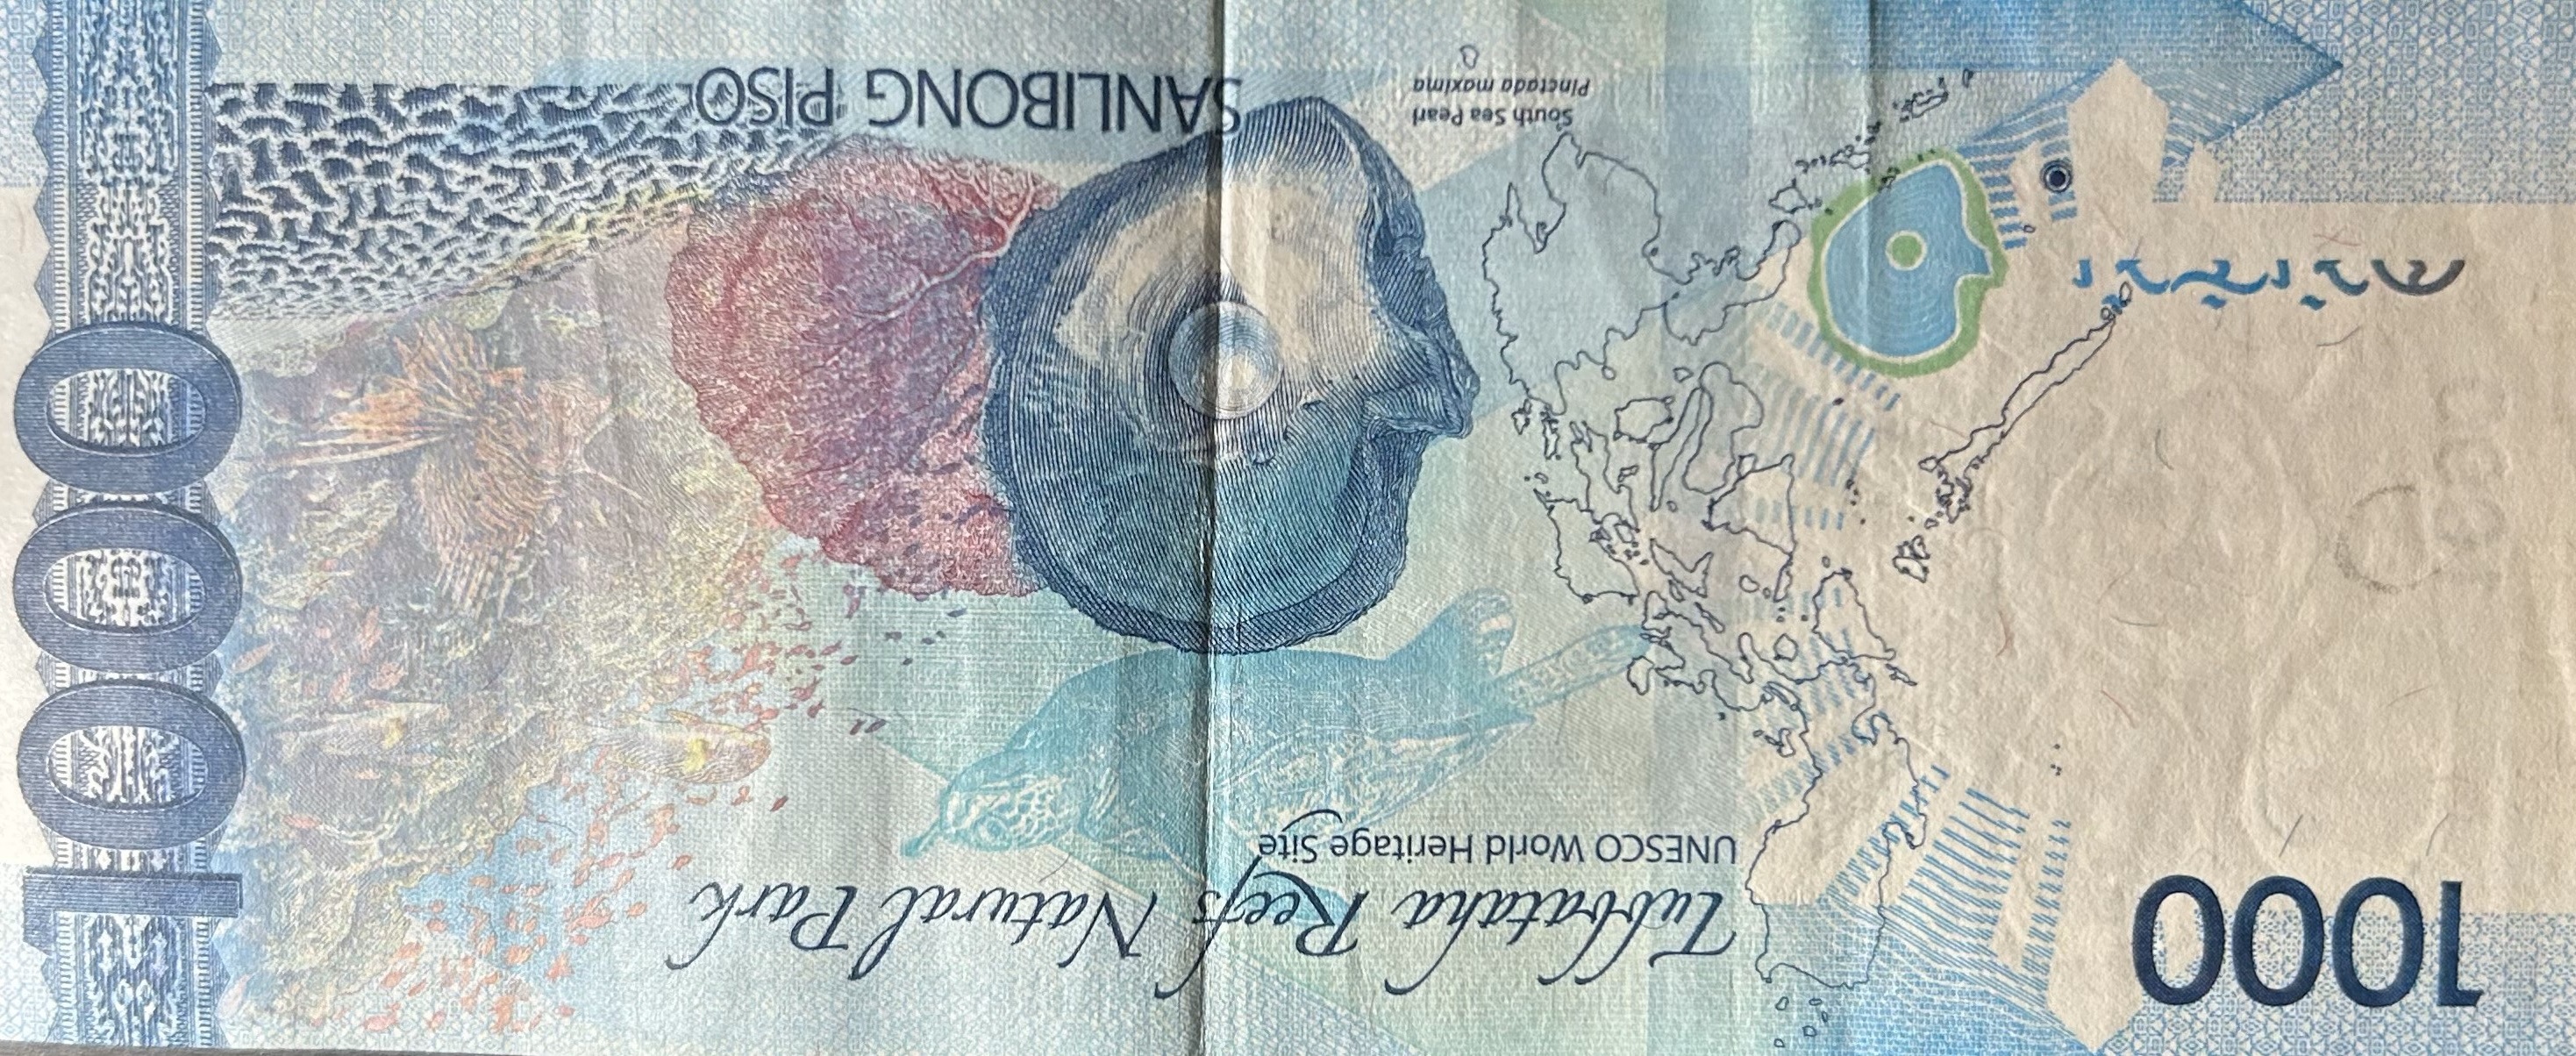 1000
Tubbataha Reefs Natural Park
UNESCO World Heritage Site
South Sea Pearl
Pinctada maxima
SANLIBONG PISO
1000